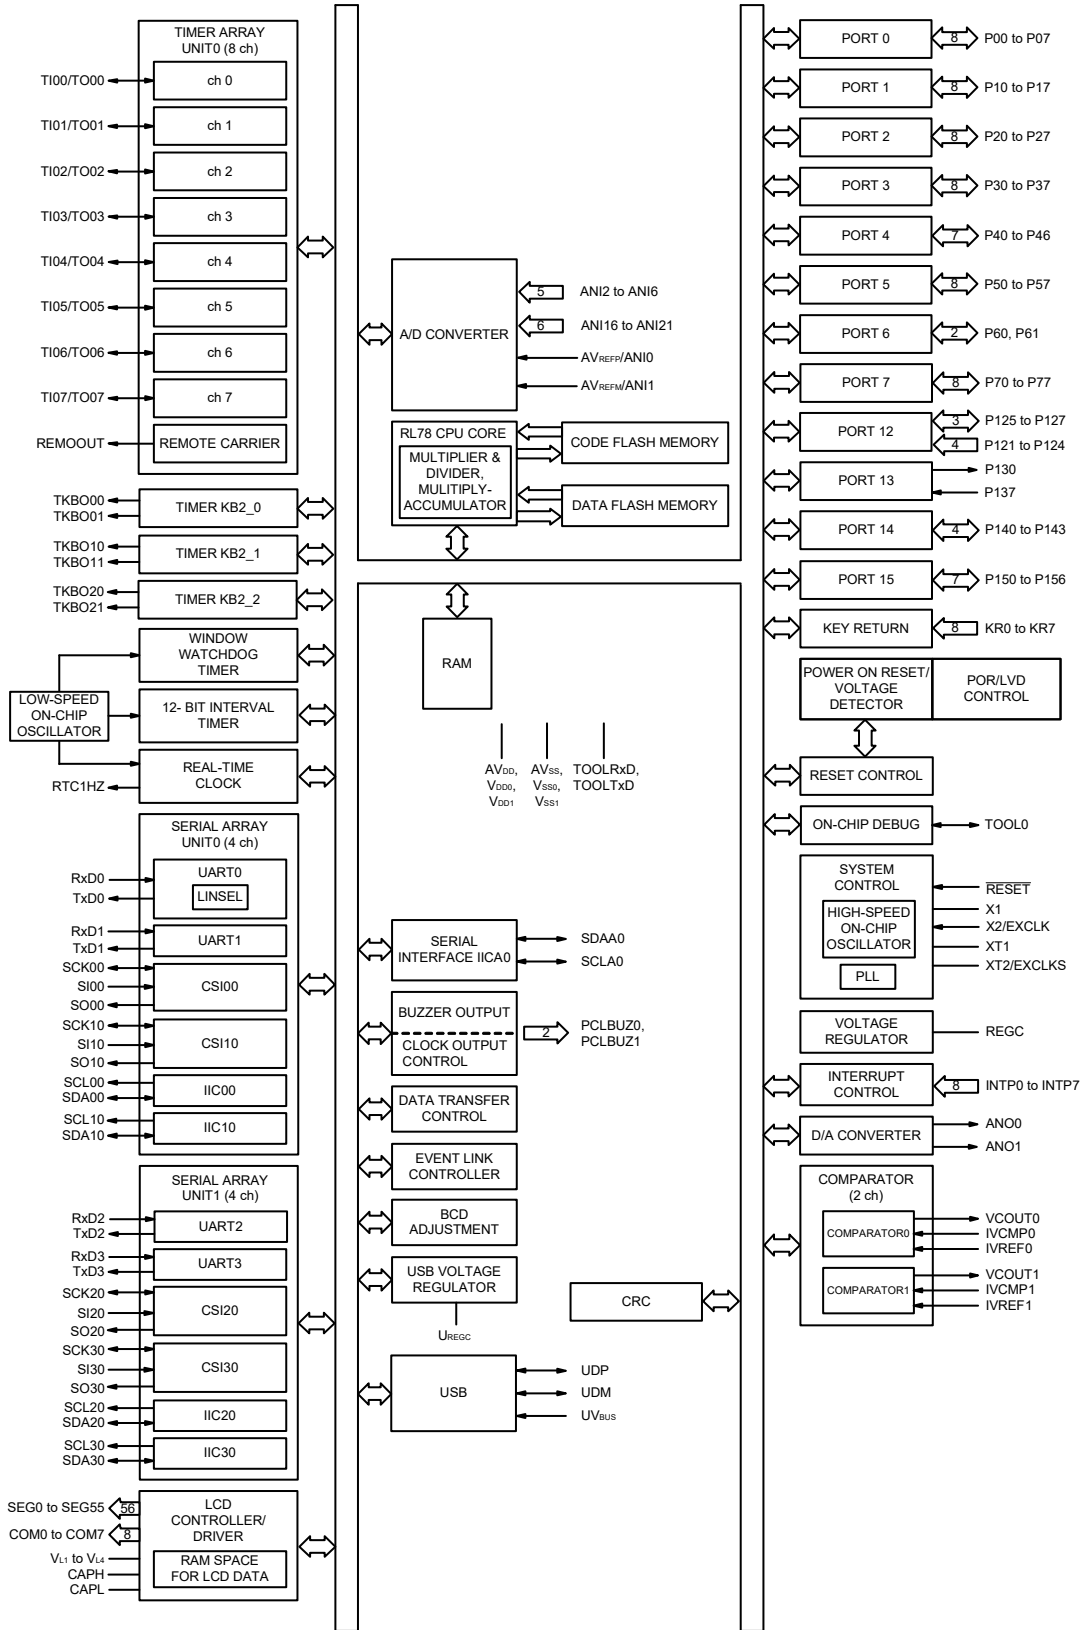 TIMER ARRAY
UNIT0 (8 ch)
TI00/TO00
ch 0
TI01/TO01
ch 1
TI02/TO02
ch 2
TI03/TO03
ch 3
TI04/TO04
ch 4
TI05/TO05
ch 5
TI06/TO06
ch 6
TI07/TO07
ch 7
REMOOUT
REMOTE CARRIER
TKBO00
TKBO01
TIMER KB2_0
TKBO10
TKBO11
TIMER KB2_1
TKBO20
TKBO21
TIMER KB2_2
WINDOW
WATCHDOG
TIMER
LOW-SPEED
ON-CHIP
OSCILLATOR
12- BIT INTERVAL
TIMER
REAL-TIME
CLOCK
RTC1HZ
SERIAL ARRAY
UNIT0 (4 ch)
RxD0
TxD0
UART0
LINSEL
RxD1
TxD1
UART1
SCK00
SI00
SO00
CSI00
SCK10
SI10
SO10
CSI10
SCL00
SDA00
IIC00
SCL10
SDA10
IIC10
SERIAL ARRAY
UNIT1 (4 ch)
RxD2
TxD2
UART2
RxD3
TxD3
UART3
SCK20
SI20
SO20
CSI20
SCK30
SI30
SO30
CSI30
SCL20
SDA20
IIC20
SCL30
SDA30
IIC30
SEG0 to SEG55
56
COM0 to COM7
8
VL1 to VL4
CAPH
CAPL
LCD
CONTROLLER/
DRIVER
RAM SPACE
FOR LCD DATA
A/D CONVERTER
5
ANI2 to ANI6
6
ANI16 to ANI21
AVREFP/ANI0
AVREFM/ANI1
RL78 CPU CORE
MULTIPLIER &
DIVIDER,
MULITIPLY-
ACCUMULATOR
CODE FLASH MEMORY
DATA FLASH MEMORY
RAM
AVDD,
VDD0,
VDD1
AVSS,
VSS0,
VSS1
TOOLRxD,
TOOLTxD
SERIAL
INTERFACE IICA0
SDAA0
SCLA0
BUZZER OUTPUT
CLOCK OUTPUT
CONTROL
2
PCLBUZ0,
PCLBUZ1
DATA TRANSFER
CONTROL
EVENT LINK
CONTROLLER
BCD
ADJUSTMENT
USB VOLTAGE
REGULATOR
UREGC
CRC
USB
UDP
UDM
UVBUS
PORT 0
8
P00 to P07
PORT 1
8
P10 to P17
PORT 2
8
P20 to P27
PORT 3
8
P30 to P37
PORT 4
7
P40 to P46
PORT 5
8
P50 to P57
PORT 6
2
P60, P61
PORT 7
8
P70 to P77
PORT 12
3
P125 to P127
4
P121 to P124
PORT 13
P130
P137
PORT 14
4
P140 to P143
PORT 15
7
P150 to P156
KEY RETURN
8
KR0 to KR7
POWER ON RESET/
VOLTAGE
DETECTOR
POR/LVD
CONTROL
RESET CONTROL
ON-CHIP DEBUG
TOOL0
SYSTEM
CONTROL
HIGH-SPEED
ON-CHIP
OSCILLATOR
PLL
RESET
X1
X2/EXCLK
XT1
XT2/EXCLKS
VOLTAGE
REGULATOR
REGC
INTERRUPT
CONTROL
8
INTP0 to INTP7
D/A CONVERTER
ANO0
ANO1
COMPARATOR
(2 ch)
COMPARATOR0
VCOUT0
IVCMP0
IVREF0
COMPARATOR1
VCOUT1
IVCMP1
IVREF1